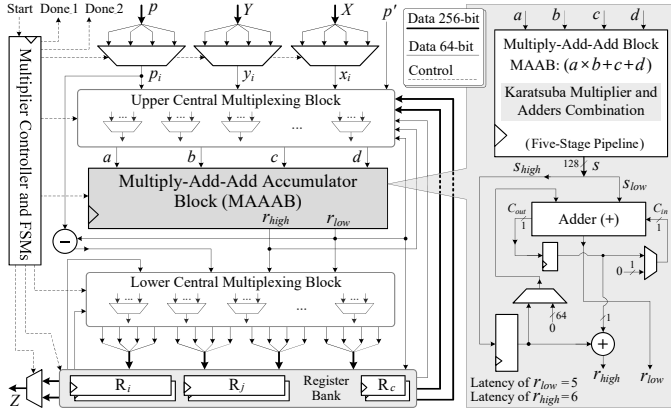 Start Done_1 Done_2
p
Y
X
p'
Data 256-bit
Data 64-bit
Control
Multiplier Controller and FSMs
p_i
y_i
x_i
Upper Central Multiplexing Block
...
...
...
...
a
b
c
d
Multiply-Add-Add Accumulator
Block (MAAAB)
r_high
r_low
−
Lower Central Multiplexing Block
...
...
...
...
R_i
R_j
Register
Bank
R_c
Z
a
b
c
d
Multiply-Add-Add Block
MAAB: (a×b+c+d)
Karatsuba Multiplier and
Adders Combination
(Five-Stage Pipeline)
128
s
s_high
s_low
C_out
1
Adder (+)
C_in
1
0
1
64
0
1
+
r_high
r_low
Latency of r_low =5
Latency of r_high =6